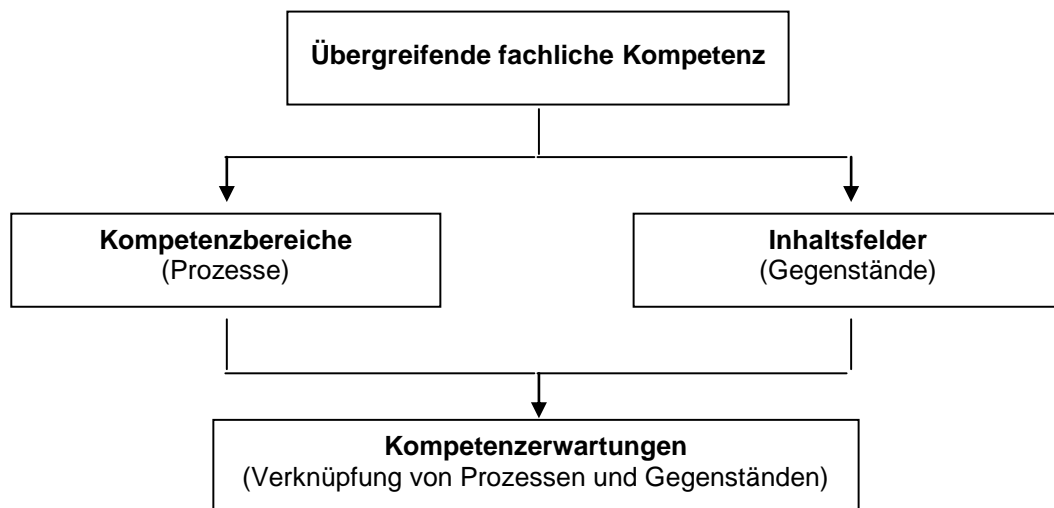 Übergreifende fachliche Kompetenz
Kompetenzbereiche
(Prozesse)
Inhaltsfelder
(Gegenstände)
Kompetenzerwartungen
(Verknüpfung von Prozessen und Gegenständen)